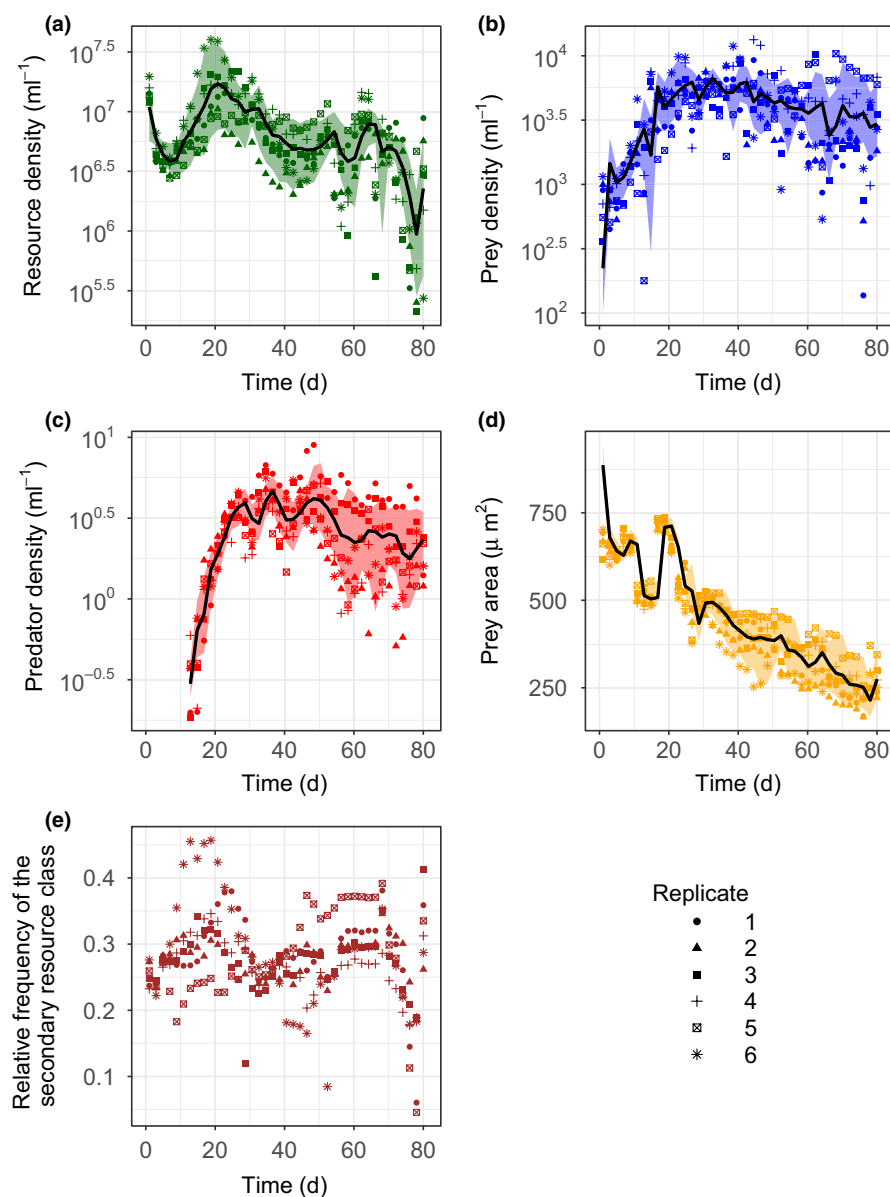 (a)
Resource density (ml⁻¹)
10^7.5
10^7
10^6.5
10^6
10^5.5
0 20 40 60 80
Time (d)
(b)
Prey density (ml⁻¹)
10^4
10^3.5
10^3
10^2.5
10^2
0 20 40 60 80
Time (d)
(c)
Predator density (ml⁻¹)
10^1
10^0.5
10^0
10^−0.5
0 20 40 60 80
Time (d)
(d)
Prey area (μ m²)
750
500
250
0 20 40 60 80
Time (d)
(e)
Relative frequency of the
secondary resource class
0.4
0.3
0.2
0.1
0 20 40 60 80
Time (d)
Replicate
1
2
3
4
5
6